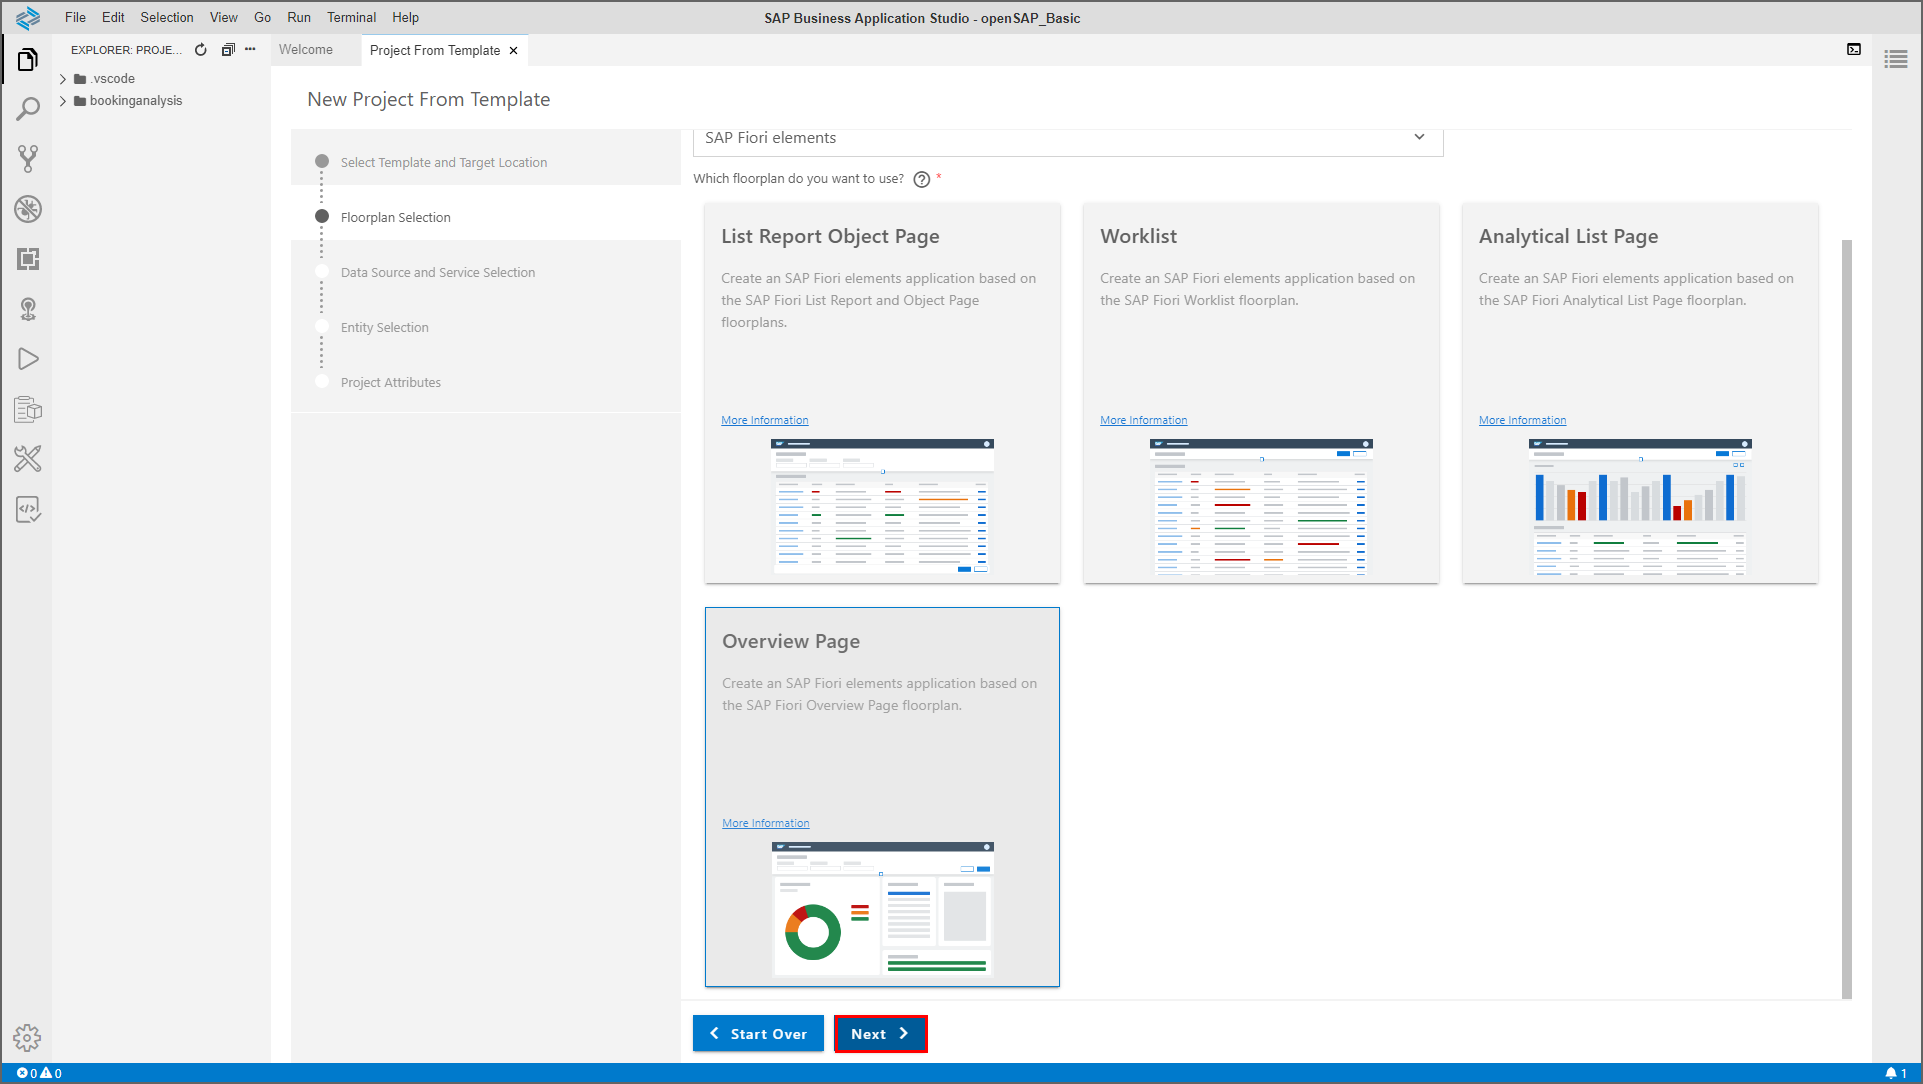 File Edit Selection View Go Run Terminal Help
SAP Business Application Studio - openSAP_Basic
EXPLORER: PROJE...
Welcome
Project From Template
.vscode
bookinganalysis
New Project From Template
Select Template and Target Location
Floorplan Selection
Data Source and Service Selection
Entity Selection
Project Attributes
SAP Fiori elements
Which floorplan do you want to use? *
List Report Object Page
Create an SAP Fiori elements application based on
the SAP Fiori List Report and Object Page
floorplans.
More Information
Worklist
Create an SAP Fiori elements application based on
the SAP Fiori Worklist floorplan.
More Information
Analytical List Page
Create an SAP Fiori elements application based on
the SAP Fiori Analytical List Page floorplan.
More Information
Overview Page
Create an SAP Fiori elements application based on
the SAP Fiori Overview Page floorplan.
More Information
Start Over
Next
0 0
1